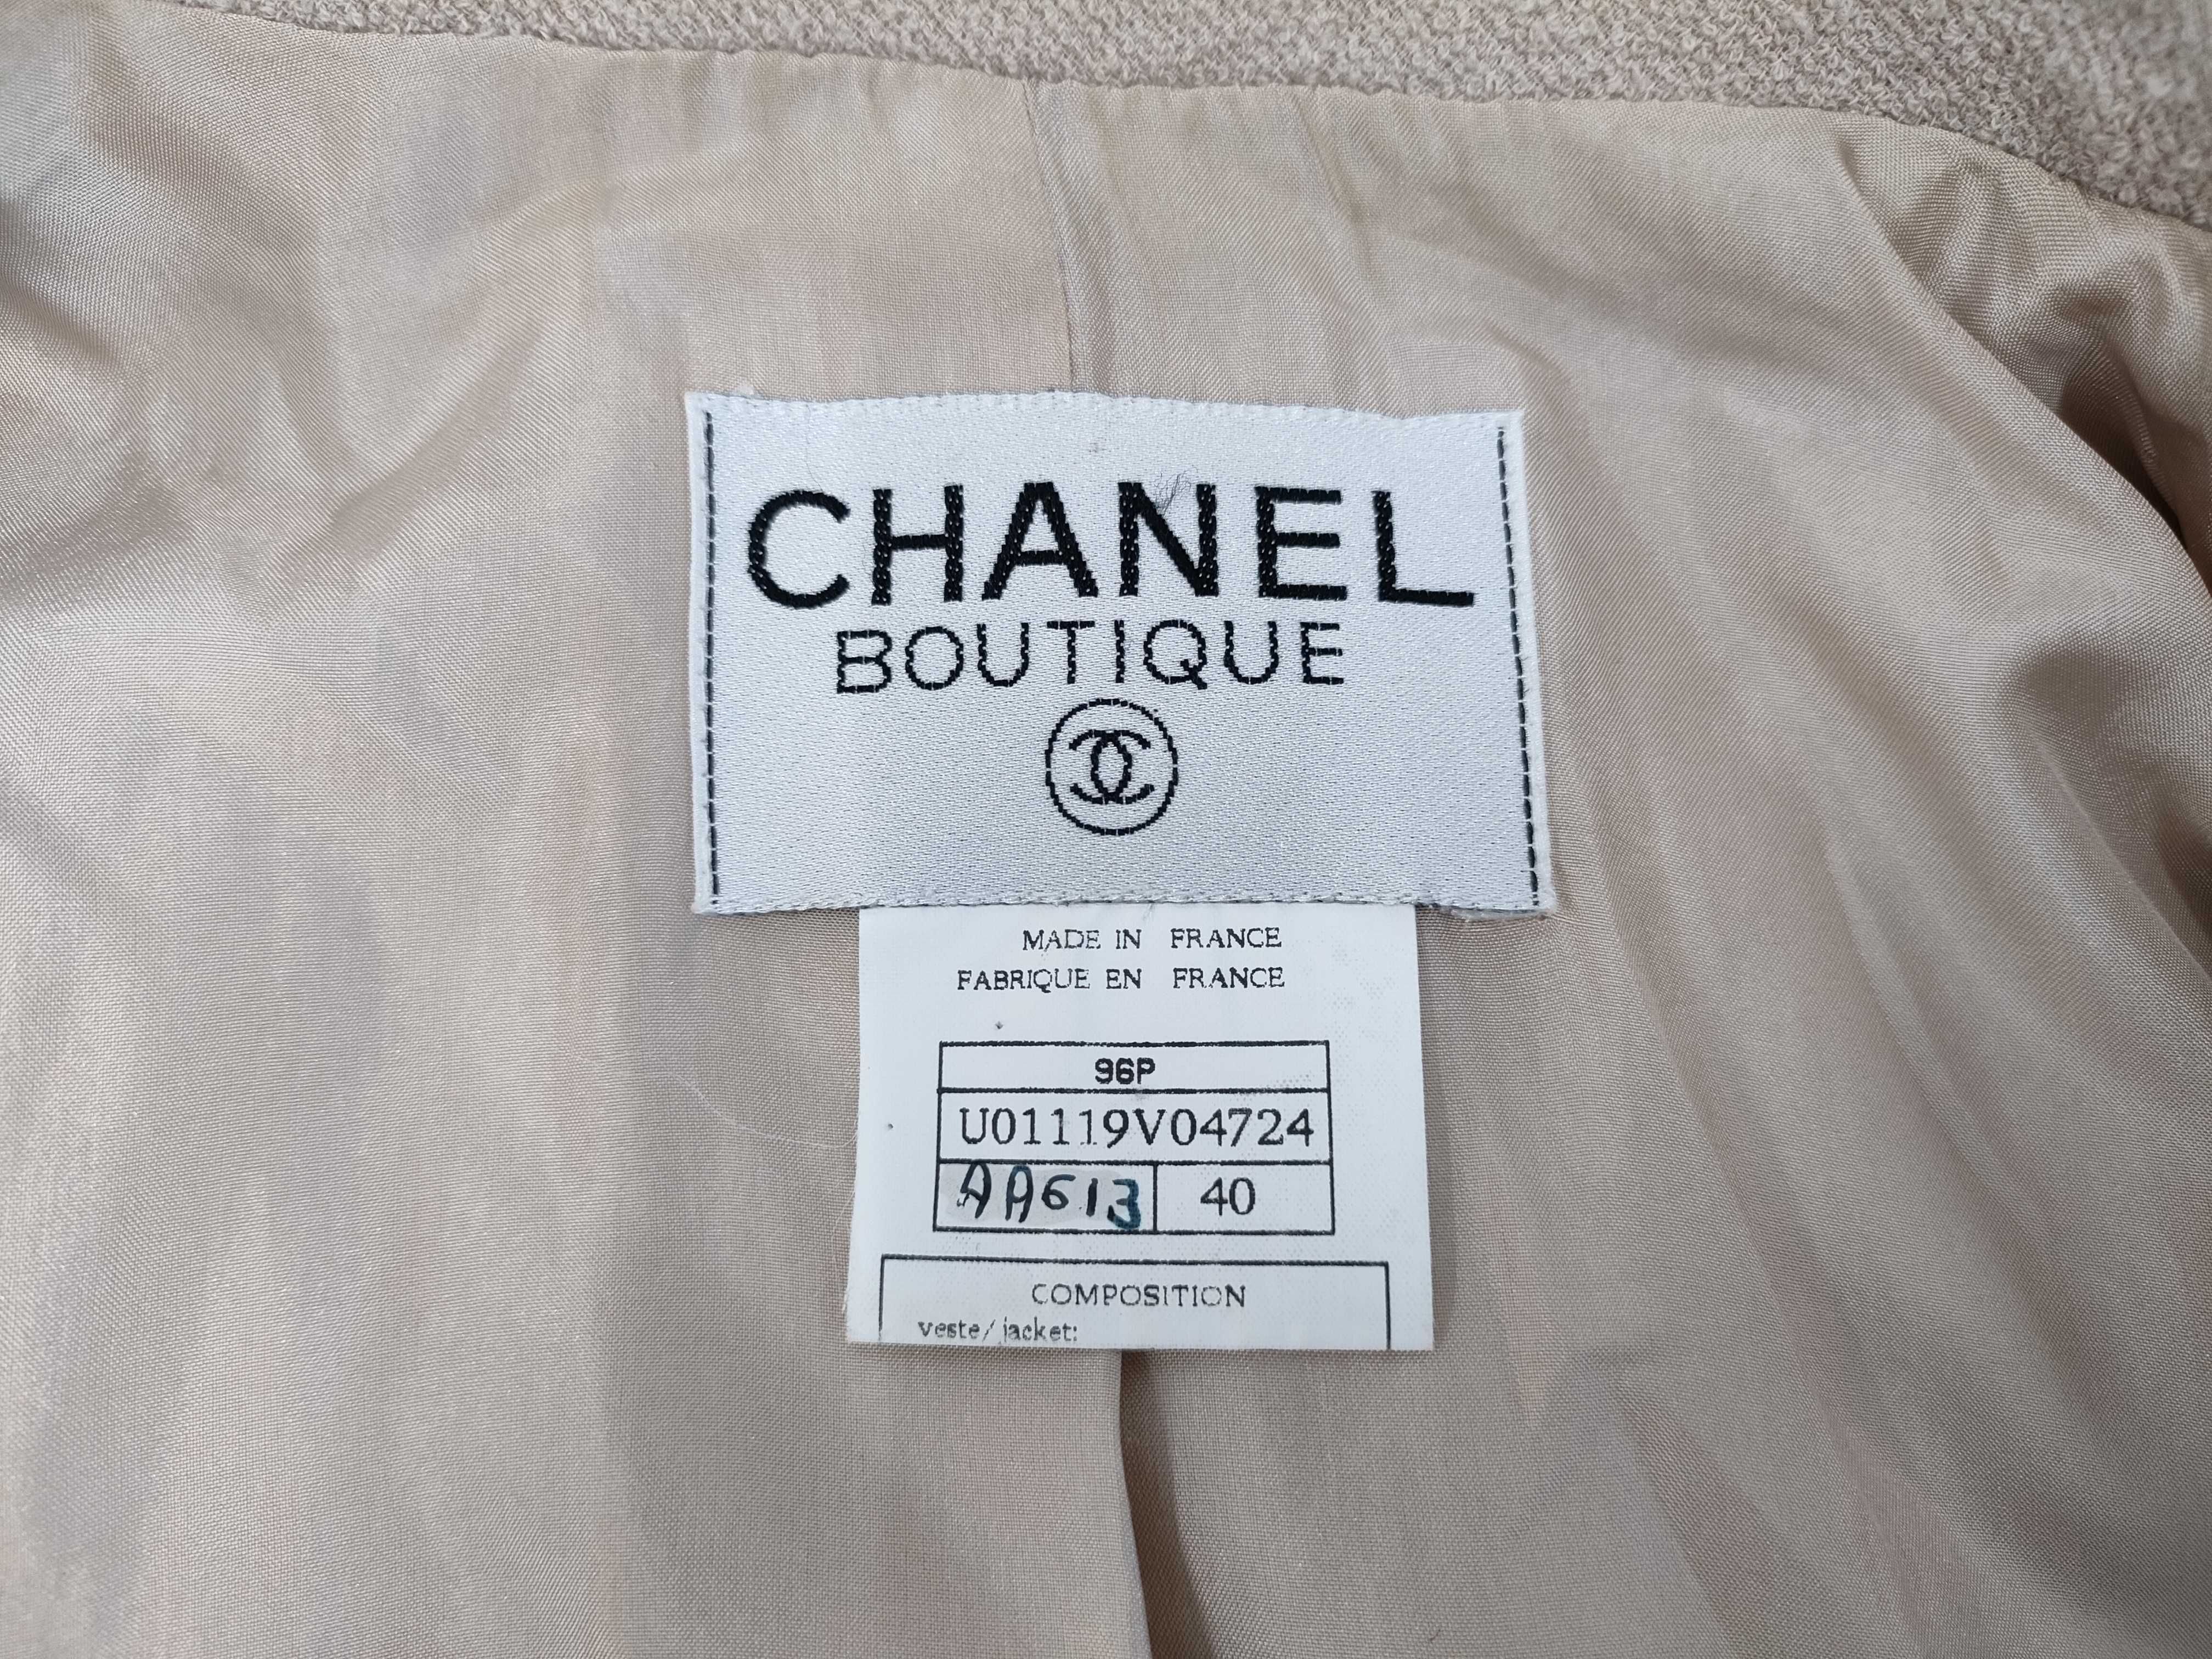 CHANEL
BOUTIQUE
MADE IN FRANCE
FABRIQUE EN FRANCE
96P
U01119V04724
AA613 40
COMPOSITION
veste/jacket: